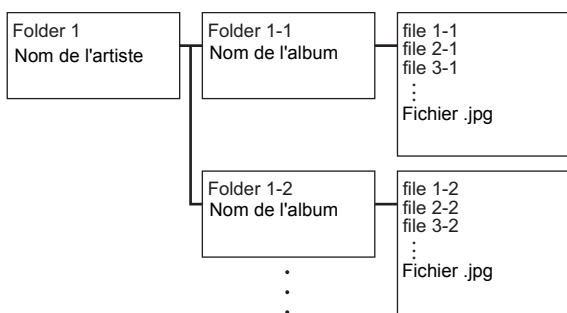 Folder 1
Nom de l'artiste
Folder 1-1
Nom de l'album
file 1-1
file 2-1
file 3-1
Fichier .jpg
Folder 1-2
Nom de l'album
file 1-2
file 2-2
file 3-2
Fichier .jpg